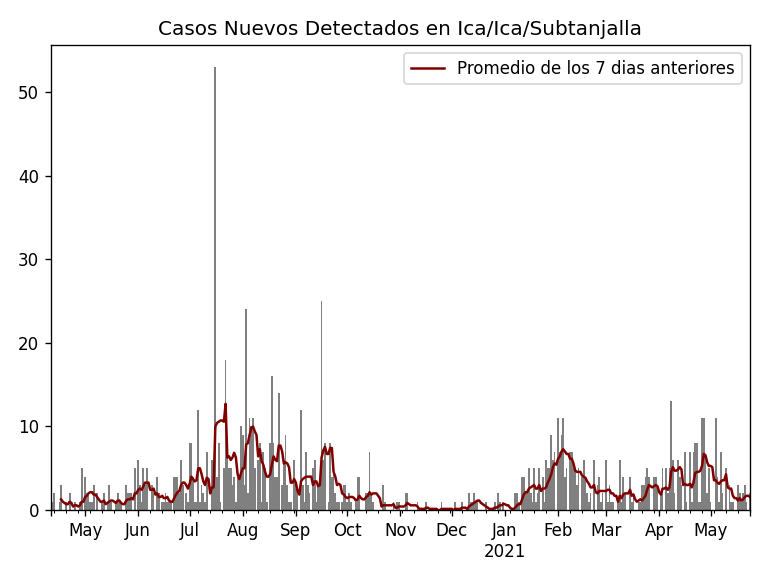 Casos Nuevos Detectados en Ica/Ica/Subtanjalla
Promedio de los 7 dias anteriores
50
40
30
20
10
0
May Jun Jul Aug Sep Oct Nov Dec Jan Feb Mar Apr May
2021